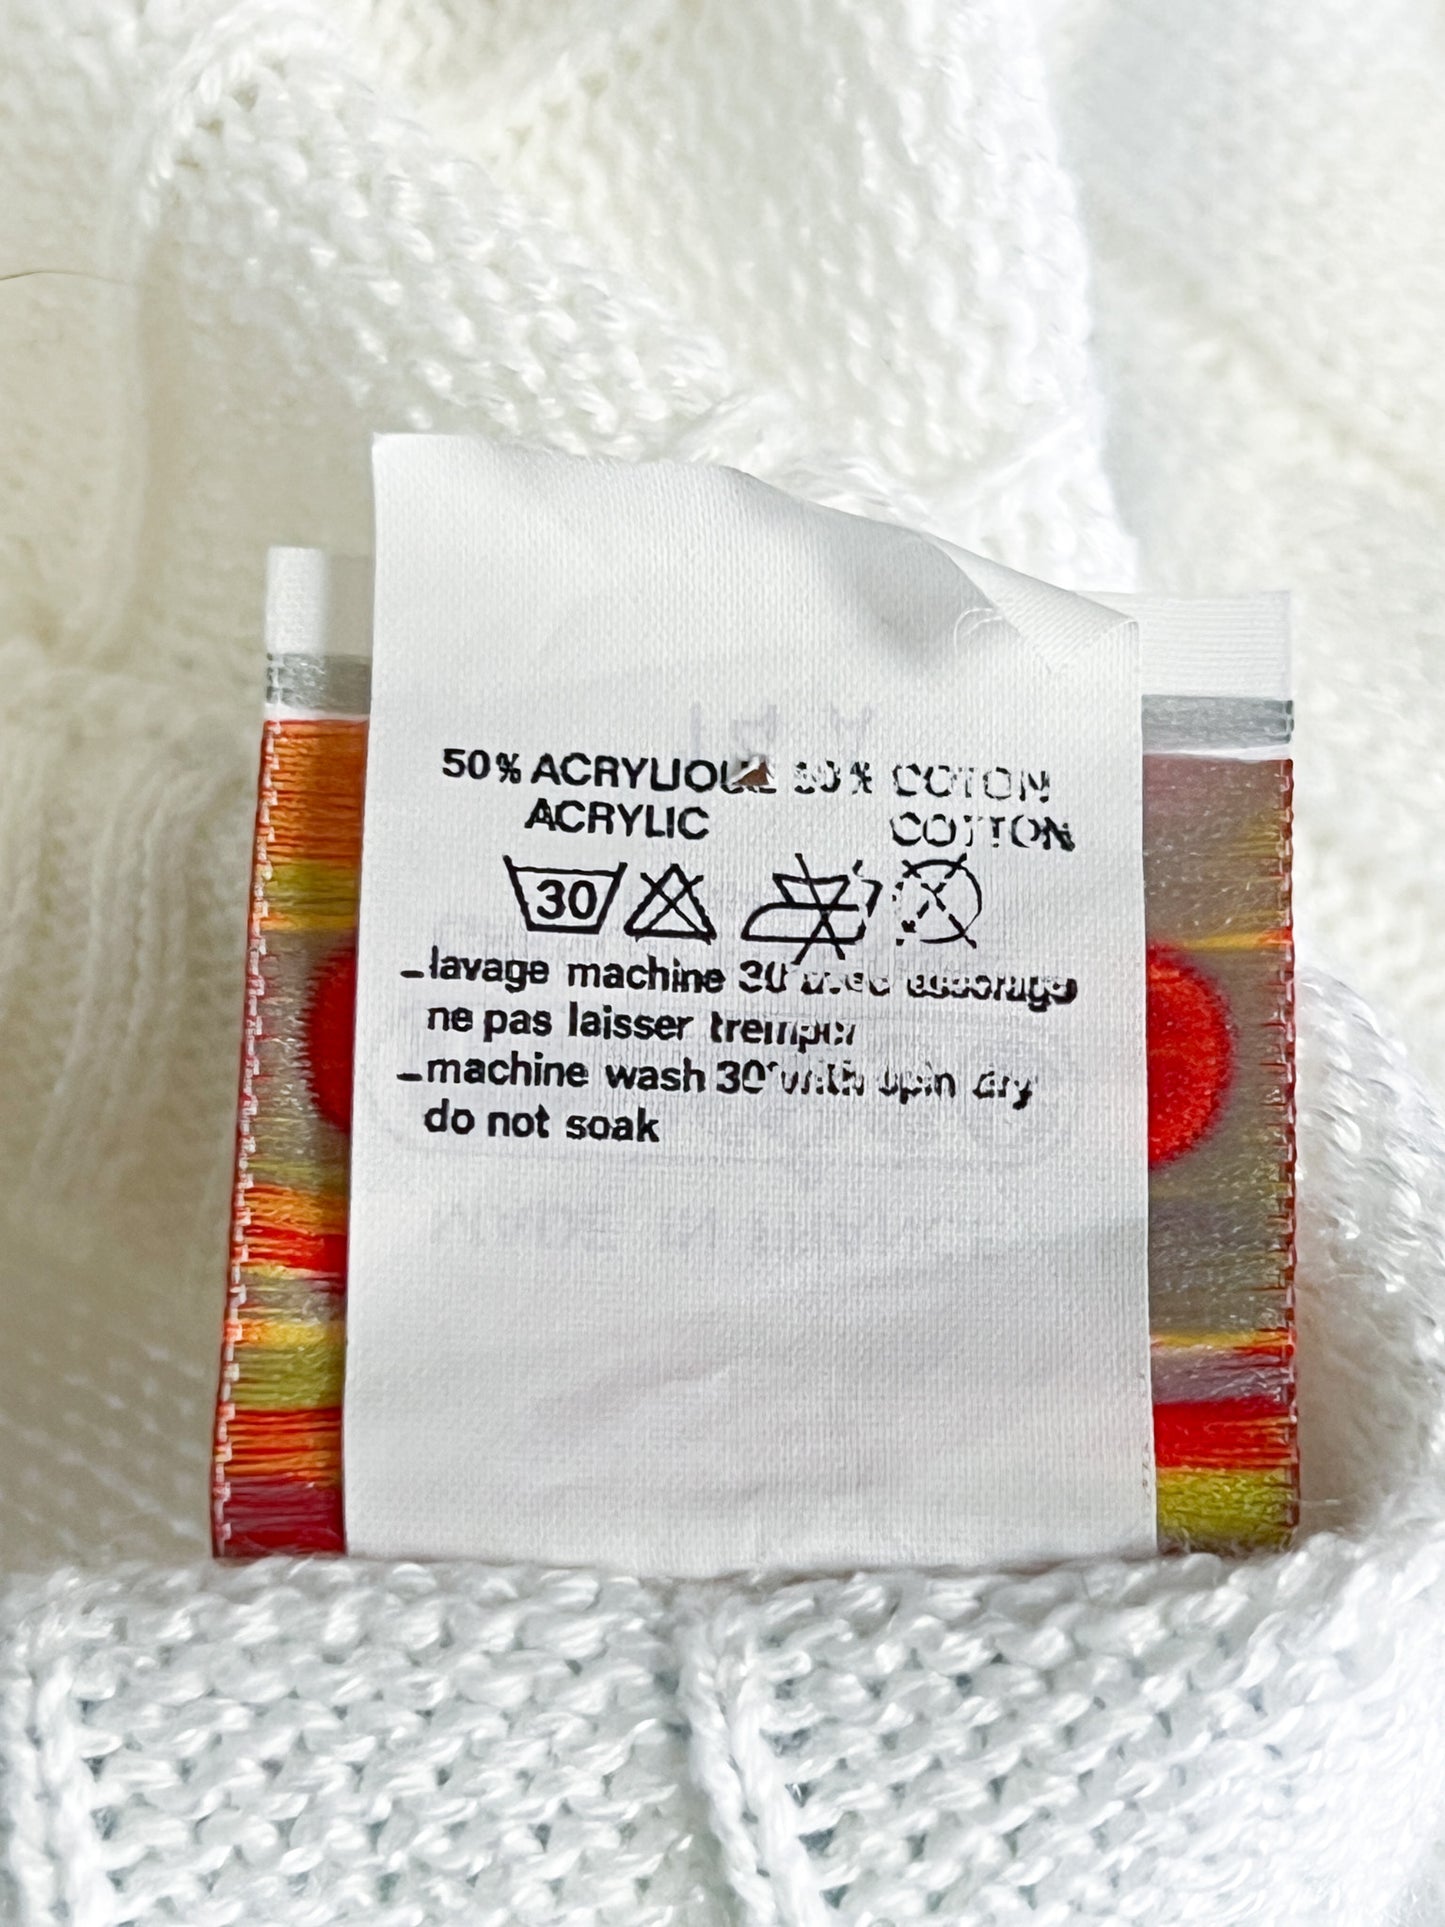 50% ACRYLIQUE 50% COTON
ACRYLIC COTTON
30
-lavage machine 30° avec essorage
ne pas laisser tremper
-machine wash 30° with spin dry
do not soak